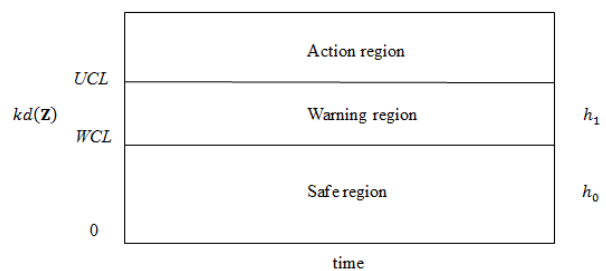 Action region
UCL
kd(Z) Warning region h₁
WCL
Safe region h₀
0
time